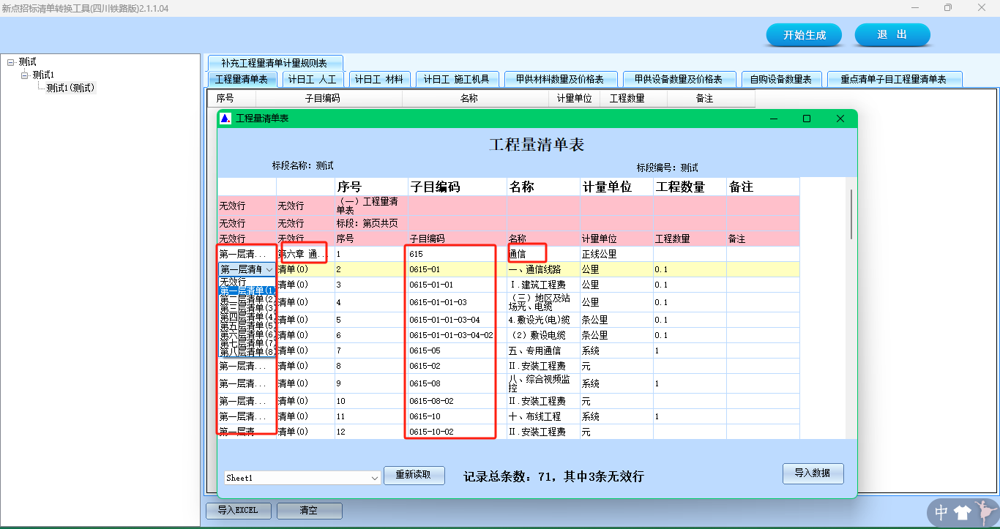 新点招标清单转换工具(四川铁路版)2.1.1.04
开始生成 退 出
测试
测试1
测试1(测试)
补充工程量清单计量规则表
工程量清单表 计日工 人工 计日工 材料 计日工 施工机具 甲供材料数量及价格表 甲供设备数量及价格表 自购设备数量表 重点清单子目工程量清单表
序号 子目编码 名称 计量单位 工程数量 备注
工程量清单表
工程量清单表
标段名称：测试 标段编号：测试
序号 子目编码 名称 计量单位 工程数量 备注
无效行 无效行 （一）工程量清单表
无效行 无效行 标段：第页共页
无效行 无效行 序号 子目编码 名称 计量单位 工程数量 备注
第一层清... 第六章 通... 1 615 通信 正线公里
第一层清单 清单(0) 2 0615-01 一、通信线路 公里 0.1
无效行
第一层清单(1)
第二层清单(2)
第三层清单(3)
第四层清单(4)
第五层清单(5)
第六层清单(6)
第七层清单(7)
第八层清单(8)
清单(0) 3 0615-01-01 Ⅰ.建筑工程费 公里 0.1
清单(0) 4 0615-01-01-03 （三）地区及站场光、电缆 公里 0.1
清单(0) 5 0615-01-01-03-04 4.敷设光(电)缆 条公里 0.1
清单(0) 6 0615-01-01-03-04-02 （2）敷设电缆 条公里 0.1
清单(0) 7 0615-05 五、专用通信 系统 1
第一层清... 清单(0) 8 0615-02 Ⅱ.安装工程费 元
第一层清... 清单(0) 9 0615-08 八、综合视频监控 系统 1
第一层清... 清单(0) 10 0615-08-02 Ⅱ.安装工程费 元
第一层清... 清单(0) 11 0615-10 十、布线工程 系统 1
第一层清... 清单(0) 12 0615-10-02 Ⅱ.安装工程费 元
Sheet1 重新读取 记录总条数：71，其中3条无效行 导入数据
导入EXCEL 清空
中